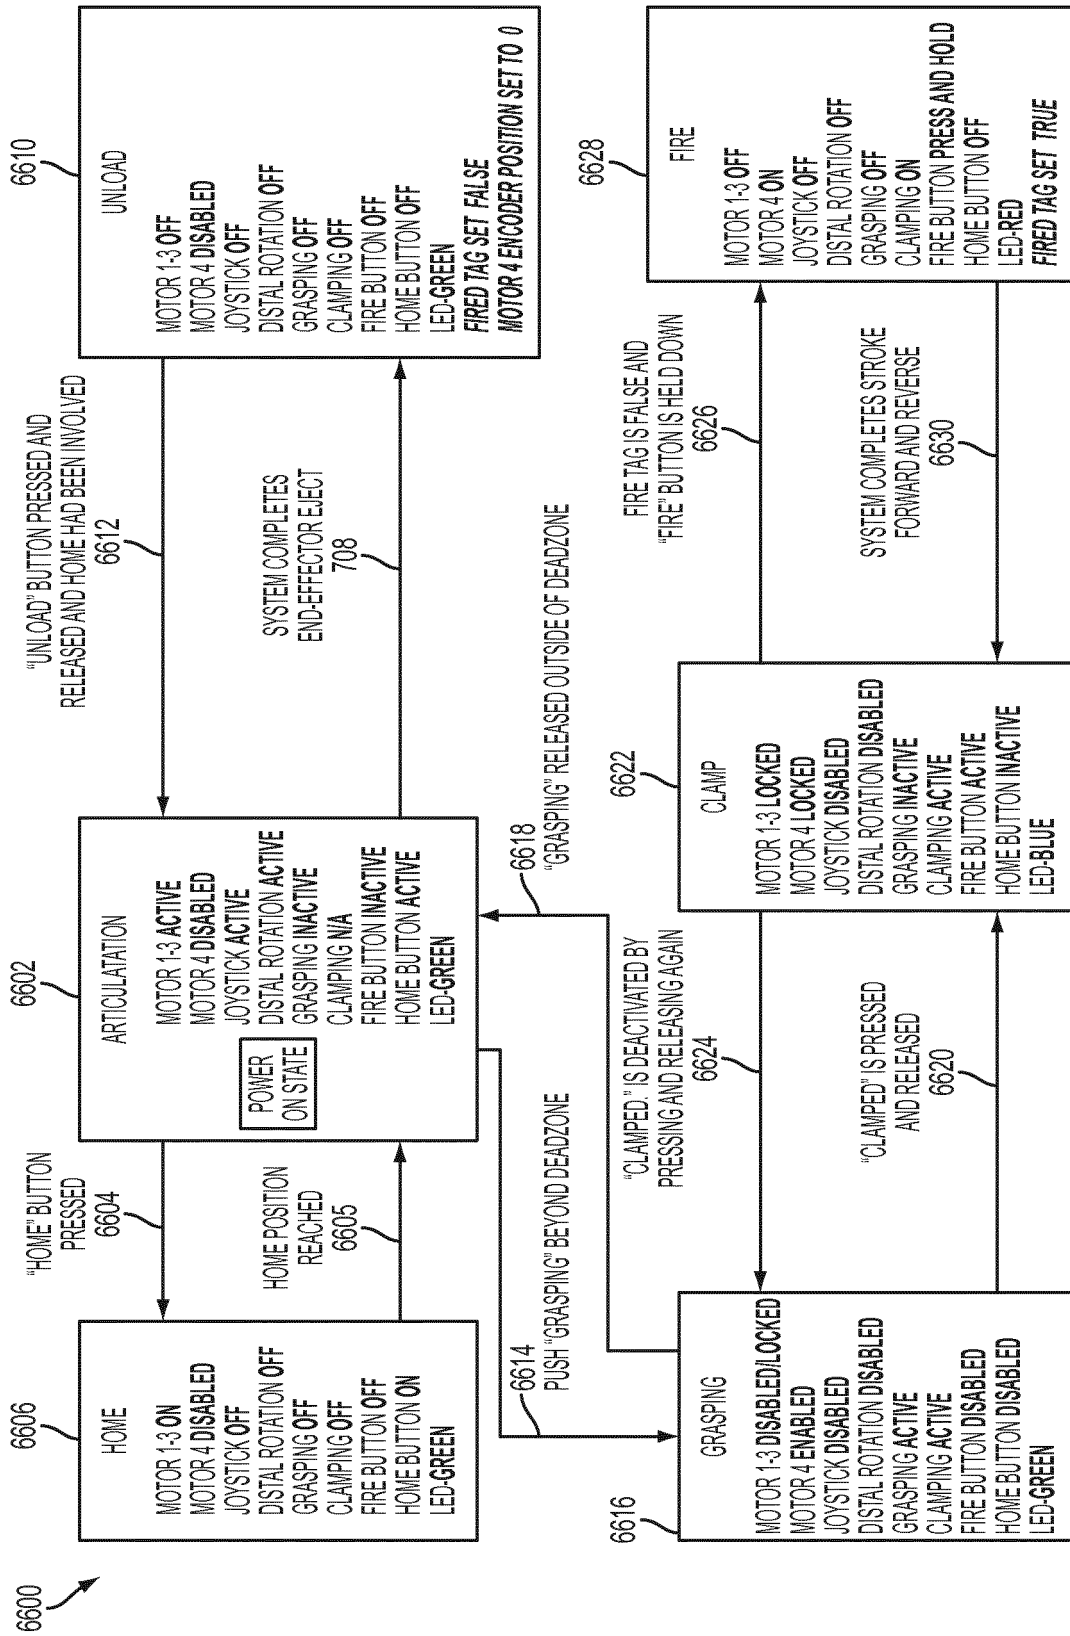 6600
6606
HOME
MOTOR 1-3 ON
MOTOR 4 DISABLED
JOYSTICK OFF
DISTAL ROTATION OFF
GRASPING OFF
CLAMPING OFF
FIRE BUTTON OFF
HOME BUTTON ON
LED-GREEN
"HOME" BUTTON
PRESSED
6604
HOME POSITION
REACHED
6605
6602
ARTICULATATION
POWER
ON STATE
MOTOR 1-3 ACTIVE
MOTOR 4 DISABLED
JOYSTICK ACTIVE
DISTAL ROTATION ACTIVE
GRASPING INACTIVE
CLAMPING N/A
FIRE BUTTON INACTIVE
HOME BUTTON ACTIVE
LED-GREEN
"UNLOAD" BUTTON PRESSED AND
RELEASED AND HOME HAD BEEN INVOLVED
6612
SYSTEM COMPLETES
END-EFFECTOR EJECT
708
6610
UNLOAD
MOTOR 1-3 OFF
MOTOR 4 DISABLED
JOYSTICK OFF
DISTAL ROTATION OFF
GRASPING OFF
CLAMPING OFF
FIRE BUTTON OFF
HOME BUTTON OFF
LED-GREEN
FIRED TAG SET FALSE
MOTOR 4 ENCODER POSITION SET TO 0
6614
PUSH "GRASPING" BEYOND DEADZONE
6618
"GRASPING" RELEASED OUTSIDE OF DEADZONE
6616
GRASPING
MOTOR 1-3 DISABLED/LOCKED
MOTOR 4 ENABLED
JOYSTICK DISABLED
DISTAL ROTATION DISABLED
GRASPING ACTIVE
CLAMPING ACTIVE
FIRE BUTTON DISABLED
HOME BUTTON DISABLED
LED-GREEN
"CLAMPED." IS DEACTIVATED BY
PRESSING AND RELEASING AGAIN
6624
"CLAMPED" IS PRESSED
AND RELEASED
6620
6622
CLAMP
MOTOR 1-3 LOCKED
MOTOR 4 LOCKED
JOYSTICK DISABLED
DISTAL ROTATION DISABLED
GRASPING INACTIVE
CLAMPING ACTIVE
FIRE BUTTON ACTIVE
HOME BUTTON INACTIVE
LED-BLUE
FIRE TAG IS FALSE AND
"FIRE" BUTTON IS HELD DOWN
6626
SYSTEM COMPLETES STROKE
FORWARD AND REVERSE
6630
6628
FIRE
MOTOR 1-3 OFF
MOTOR 4 ON
JOYSTICK OFF
DISTAL ROTATION OFF
GRASPING OFF
CLAMPING ON
FIRE BUTTON PRESS AND HOLD
HOME BUTTON OFF
LED-RED
FIRED TAG SET TRUE